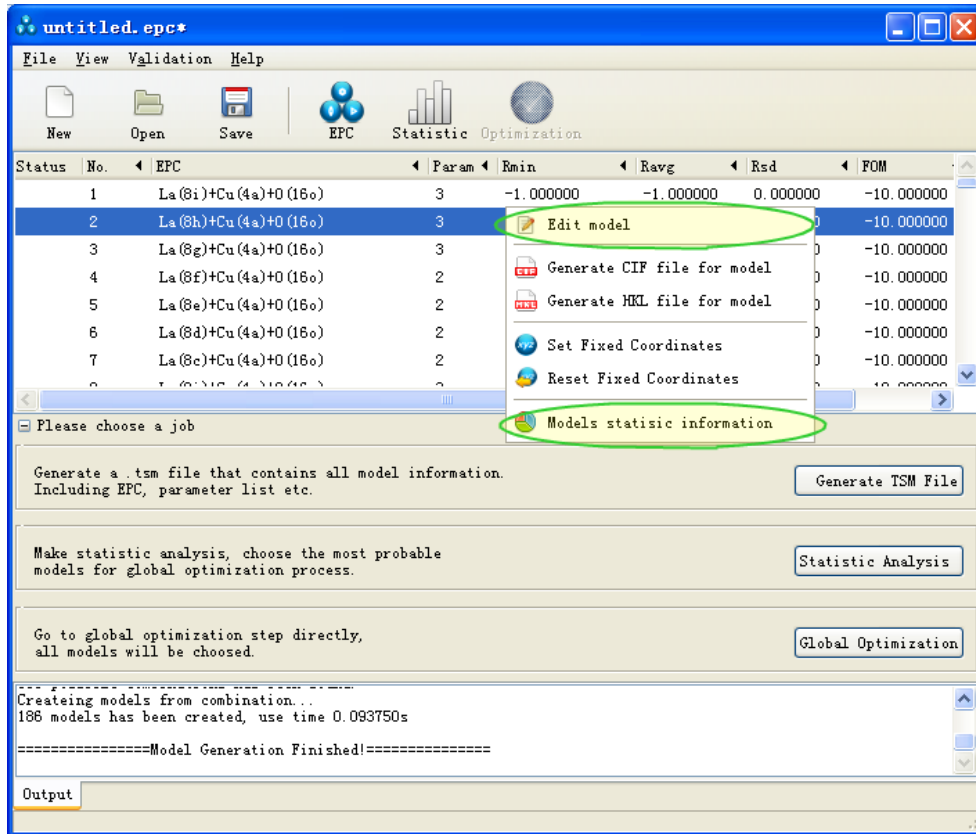 untitled.epc*
File View Validation Help
New Open Save EPC Statistic Optimization
Status No. EPC Param Rmin Ravg Rsd FOM
1 La(8i)+Cu(4a)+O(16o) 3 -1.000000 -1.000000 0.000000 -10.000000
2 La(8h)+Cu(4a)+O(16o) 3 -10.000000
3 La(8g)+Cu(4a)+O(16o) 3 -10.000000
4 La(8f)+Cu(4a)+O(16o) 2 -10.000000
5 La(8e)+Cu(4a)+O(16o) 2 -10.000000
6 La(8d)+Cu(4a)+O(16o) 2 -10.000000
7 La(8c)+Cu(4a)+O(16o) 2 -10.000000
Edit model
CIF Generate CIF file for model
HKL Generate HKL file for model
xyz Set Fixed Coordinates
Reset Fixed Coordinates
Models statisic information
Please choose a job
Generate a .tsm file that contains all model information.
Including EPC, parameter list etc.
Generate TSM File
Make statistic analysis, choose the most probable
models for global optimization process.
Statistic Analysis
Go to global optimization step directly,
all models will be choosed.
Global Optimization
Createing models from combination...
186 models has been created, use time 0.093750s
================Model Generation Finished!===============
Output